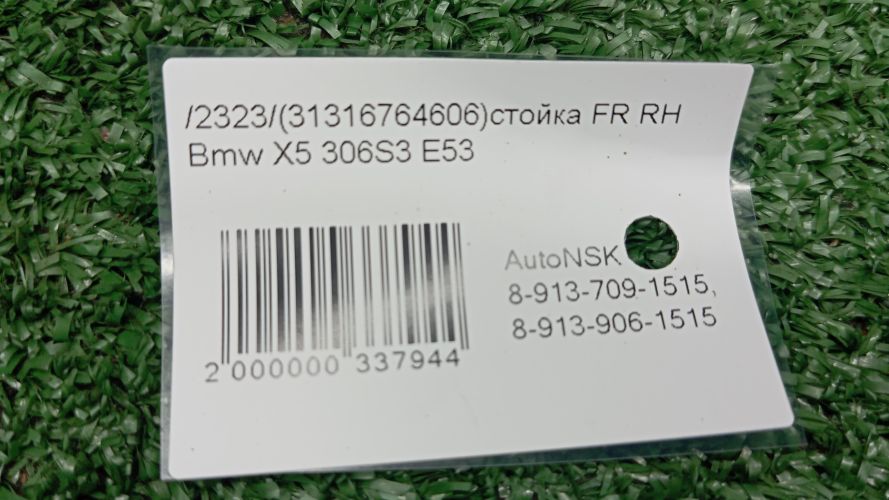 /2323/(31316764606)стойка FR RH
Bmw X5 306S3 E53
AutoNSK
8-913-709-1515,
8-913-906-1515
2 000000 337944